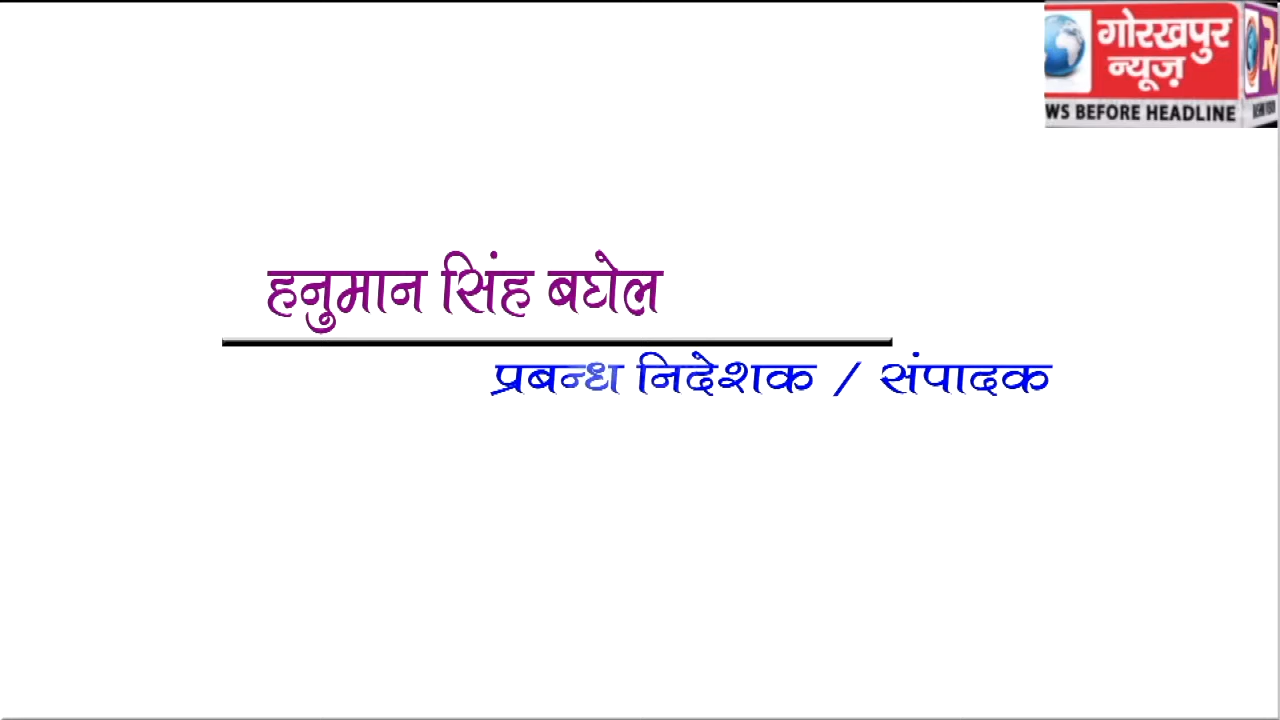 गोरखपुर
न्यूज़
WS BEFORE HEADLINE
हनुमान सिंह बघेल
प्रबन्ध निदेशक / संपादक